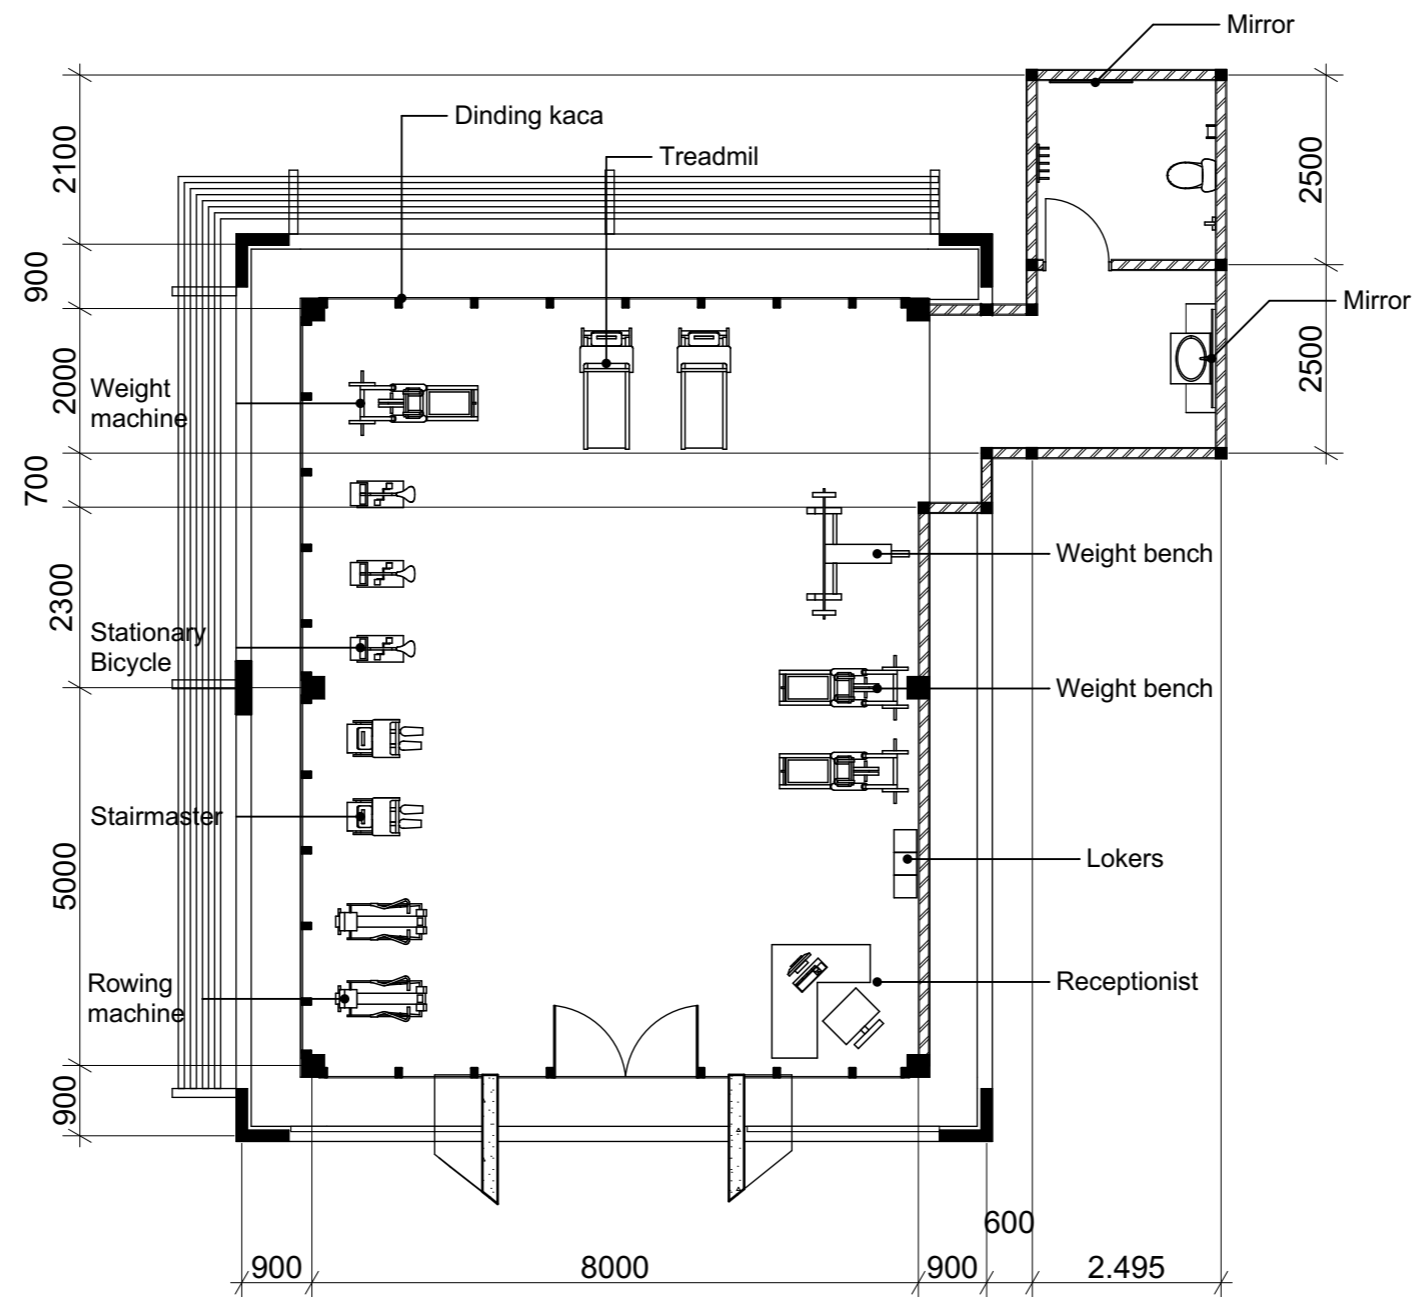 Mirror
Dinding kaca
Treadmil
2100
2500
900
Mirror
2000
2500
Weight
machine
700
Weight bench
2300
Stationary
Bicycle
Weight bench
Stairmaster
5000
Lokers
Rowing
machine
Receptionist
900
600
900
8000
900
2.495